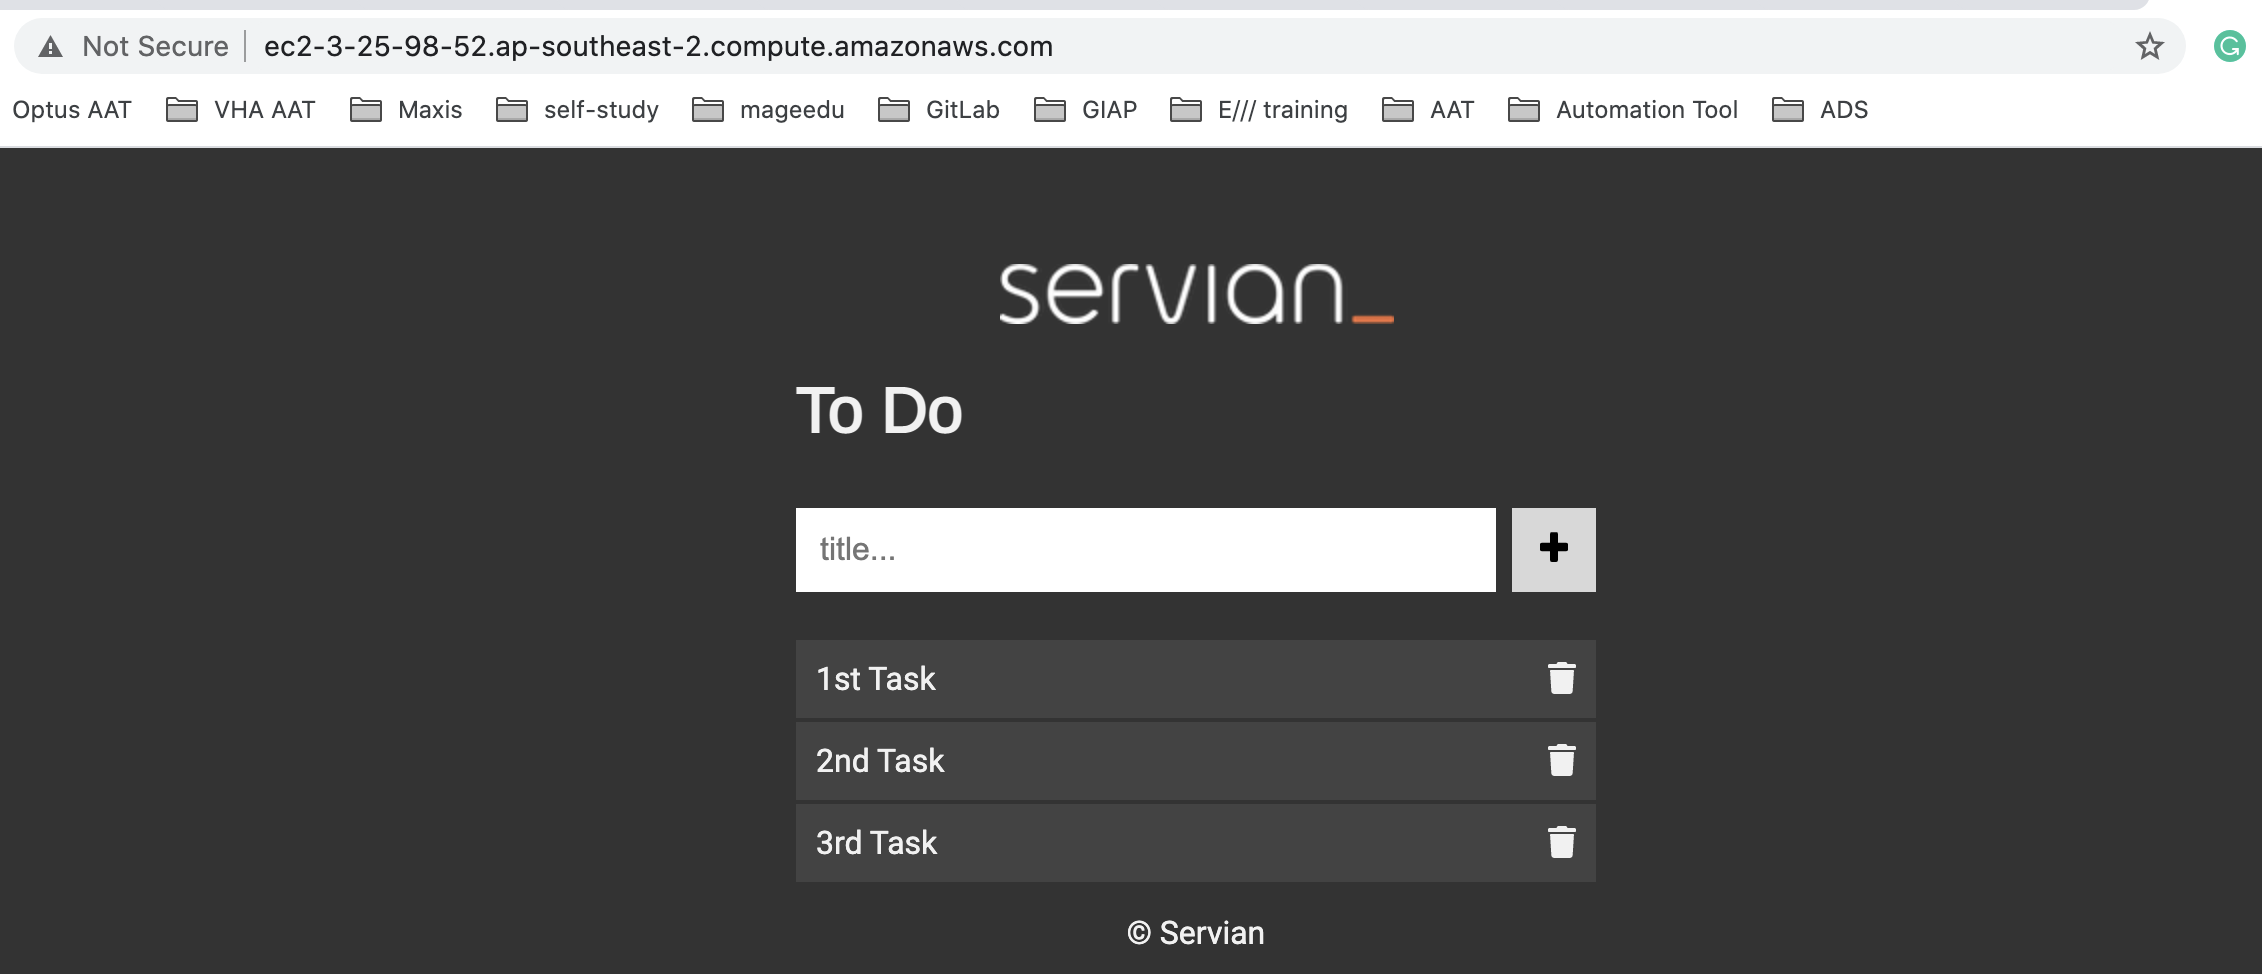 Not Secure ec2-3-25-98-52.ap-southeast-2.compute.amazonaws.com
Optus AAT VHA AAT Maxis self-study mageedu GitLab GIAP E/// training AAT Automation Tool ADS
servian_
To Do
title...
1st Task
2nd Task
3rd Task
© Servian